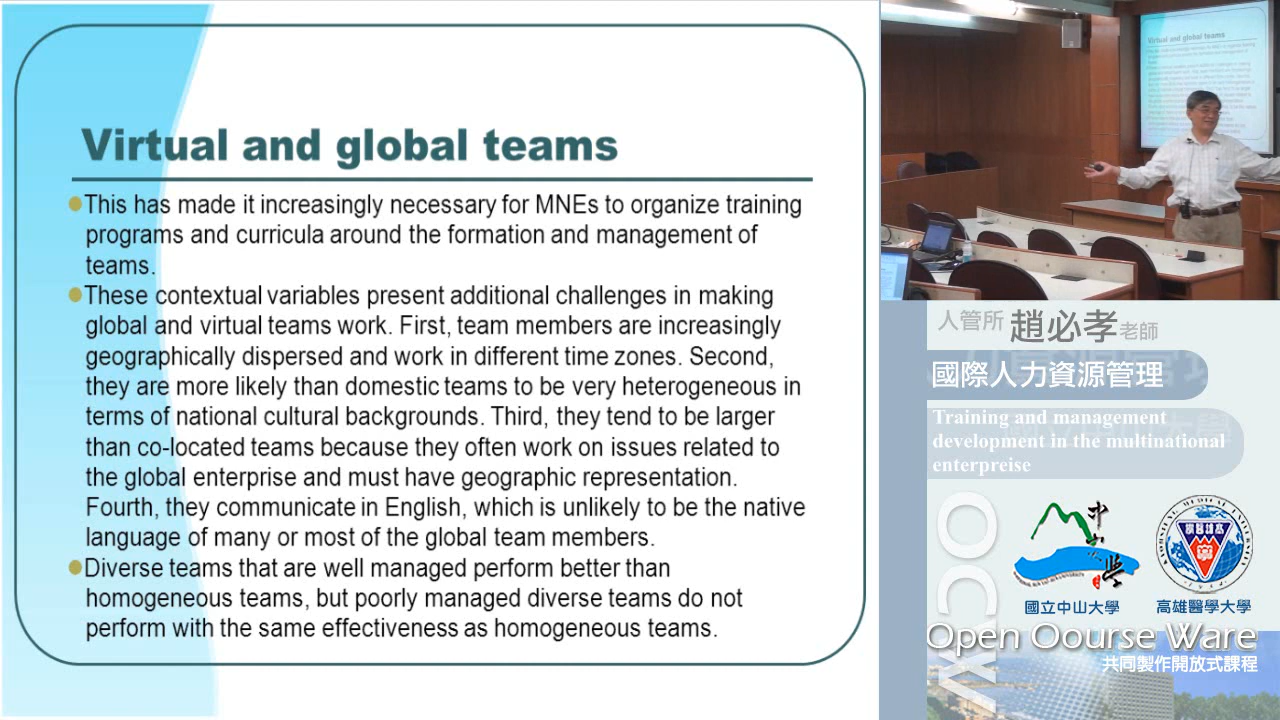 Virtual and global teams
This has made it increasingly necessary for MNEs to organize training
programs and curricula around the formation and management of
teams.
These contextual variables present additional challenges in making
global and virtual teams work. First, team members are increasingly
geographically dispersed and work in different time zones. Second,
they are more likely than domestic teams to be very heterogeneous in
terms of national cultural backgrounds. Third, they tend to be larger
than co-located teams because they often work on issues related to
the global enterprise and must have geographic representation.
Fourth, they communicate in English, which is unlikely to be the native
language of many or most of the global team members.
Diverse teams that are well managed perform better than
homogeneous teams, but poorly managed diverse teams do not
perform with the same effectiveness as homogeneous teams.
Virtual and global teams
人管所 趙必孝老師
國際人力資源管理
Training and management
development in the multinational
enterpreise
OCW
國立中山大學
高雄醫學大學
Open Oourse Ware
共同製作開放式課程